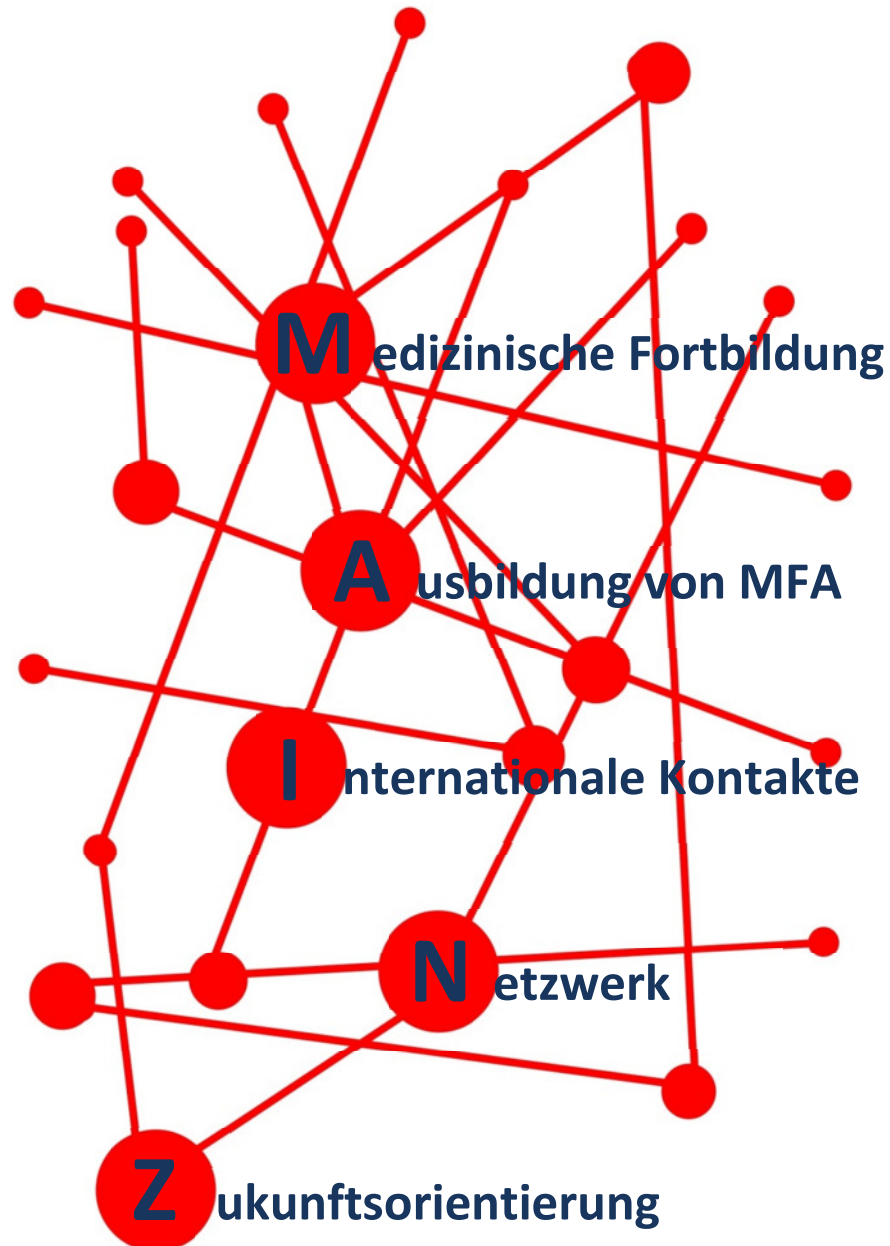 Medizinische Fortbildung
Ausbildung von MFA
Internationale Kontakte
Netzwerk
Zukunftsorientierung